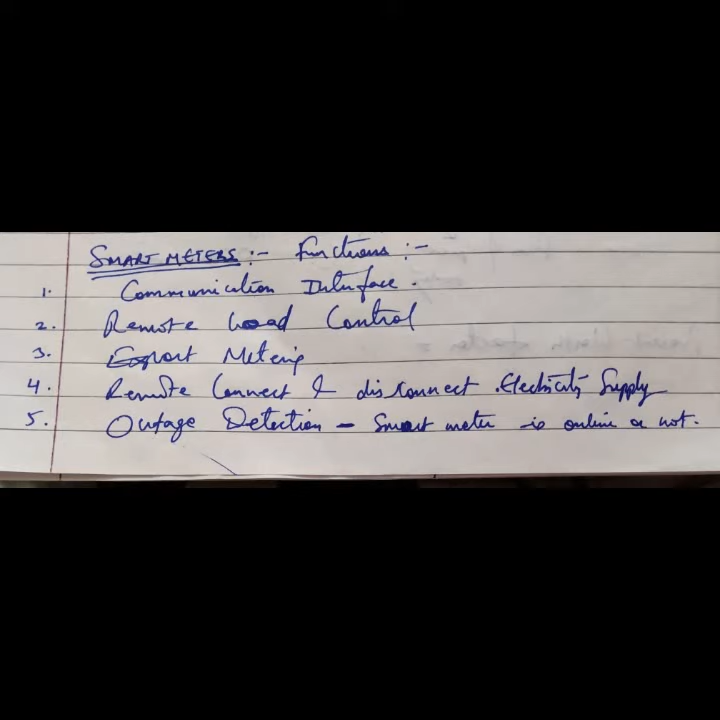 SMART METERS :- Functions :-
1. Communication Interface.
2. Remote Load Control
3. Export Metering
4. Remote Connect & disconnect Electricity Supply
5. Outage Detection - Smart meter is online or not.